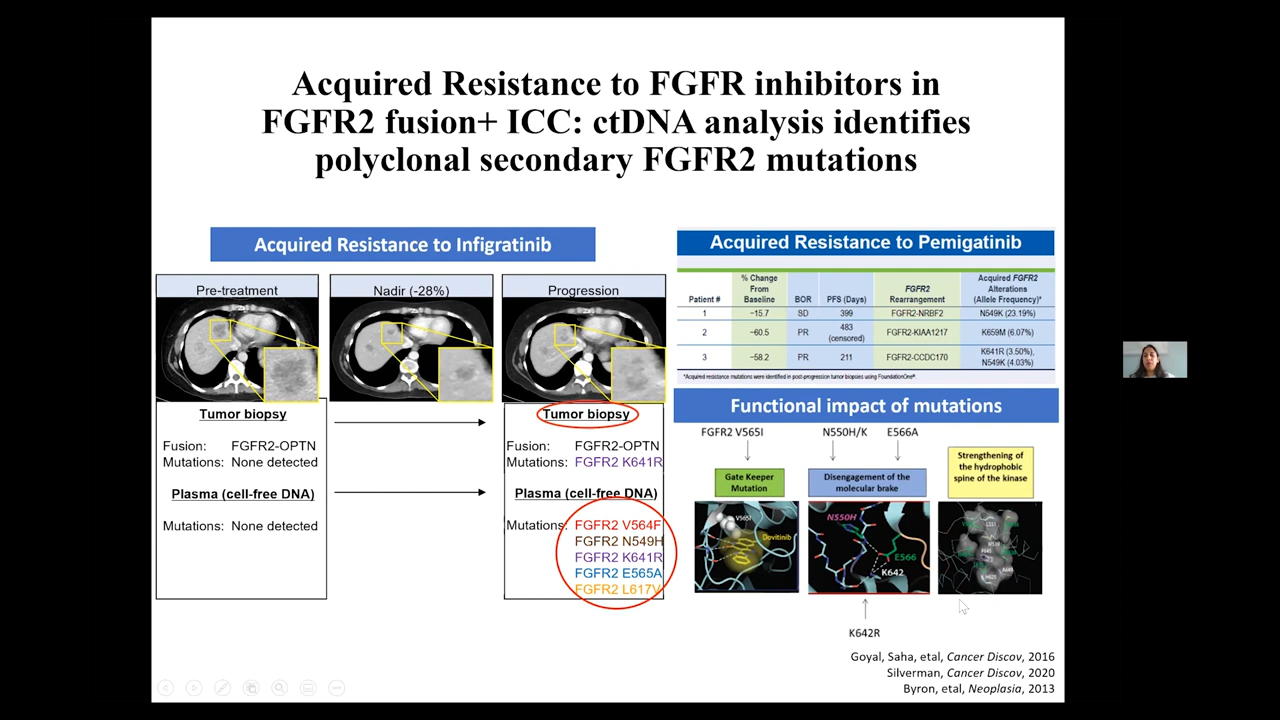 Acquired Resistance to FGFR inhibitors in
FGFR2 fusion+ ICC: ctDNA analysis identifies
polyclonal secondary FGFR2 mutations
Acquired Resistance to Infigratinib
Pre-treatment
Nadir (-28%)
Progression
Tumor biopsy
Fusion: FGFR2-OPTN
Mutations: None detected
Plasma (cell-free DNA)
Mutations: None detected
Tumor biopsy
Fusion: FGFR2-OPTN
Mutations: FGFR2 K641R
Plasma (cell-free DNA)
Mutations: FGFR2 V564F
FGFR2 N549H
FGFR2 K641R
FGFR2 E565A
FGFR2 L617V
Acquired Resistance to Pemigatinib
Patient # % Change From Baseline BOR PFS (Days) FGFR2 Rearrangement Acquired FGFR2 Alterations (Allele Frequency)*
1 −15.7 SD 399 FGFR2-NRBF2 N549K (23.19%)
2 −60.5 PR 483 (censored) FGFR2-KIAA1217 K659M (6.07%)
3 −58.2 PR 211 FGFR2-CCDC170 K641R (3.50%), N549K (4.03%)
*Acquired resistance mutations were identified in post-progression tumor biopsies using FoundationOne®.
Functional impact of mutations
FGFR2 V565I
N550H/K
E566A
Gate Keeper
Mutation
Disengagement of the
molecular brake
Strengthening of
the hydrophobic
spine of the kinase
V565I
Dovitinib
N550H
E566
K642
K642R
Goyal, Saha, etal, Cancer Discov, 2016
Silverman, Cancer Discov, 2020
Byron, etal, Neoplasia, 2013